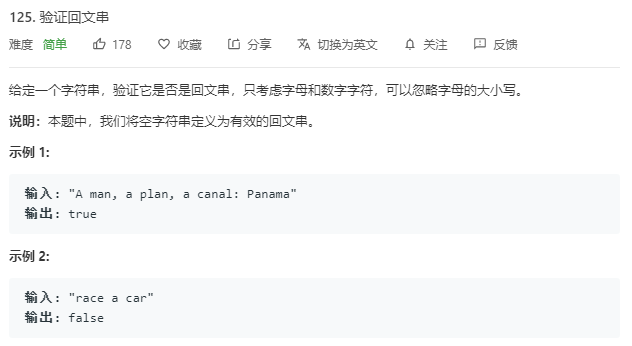 125. 验证回文串
难度 简单 178 收藏 分享 切换为英文 关注 反馈
给定一个字符串，验证它是否是回文串，只考虑字母和数字字符，可以忽略字母的大小写。
说明：本题中，我们将空字符串定义为有效的回文串。
示例 1:
输入: "A man, a plan, a canal: Panama"
输出: true
示例 2:
输入: "race a car"
输出: false